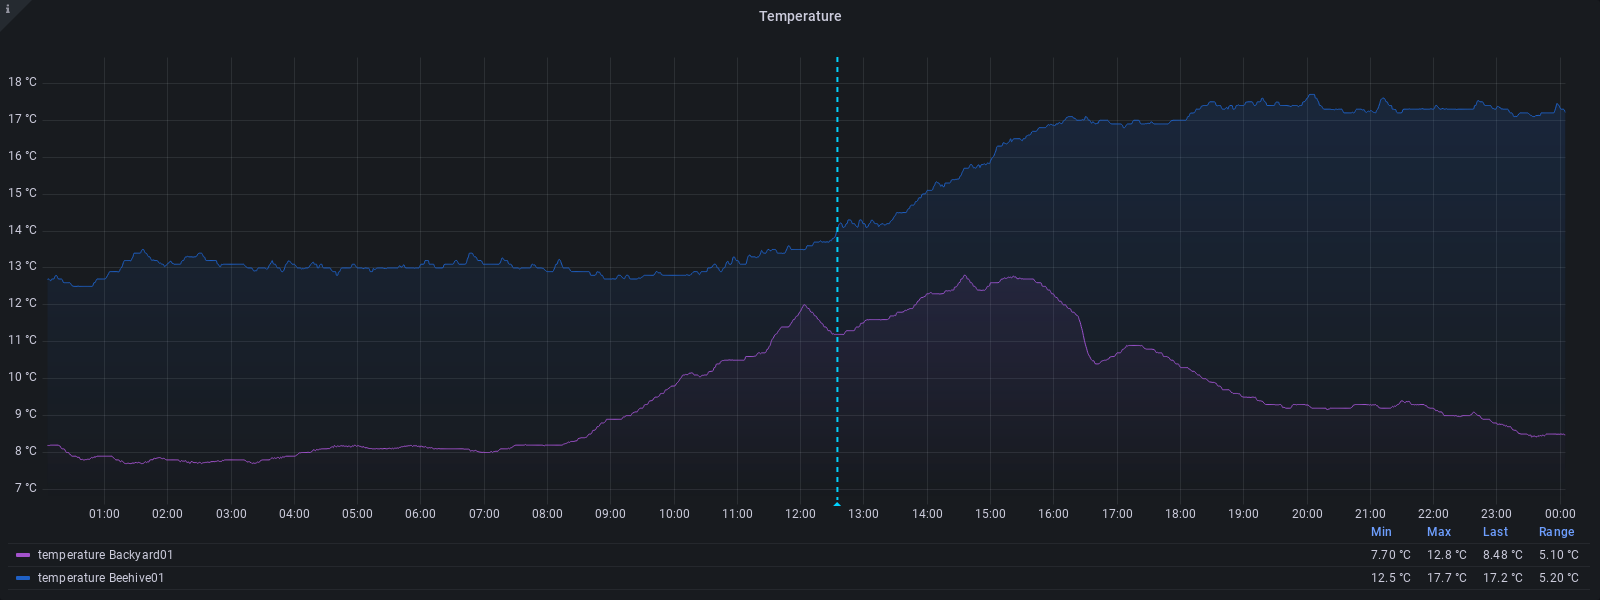 i
Temperature
18 °C
17 °C
16 °C
15 °C
14 °C
13 °C
12 °C
11 °C
10 °C
9 °C
8 °C
7 °C
01:00 02:00 03:00 04:00 05:00 06:00 07:00 08:00 09:00 10:00 11:00 12:00 13:00 14:00 15:00 16:00 17:00 18:00 19:00 20:00 21:00 22:00 23:00 00:00
Min Max Last Range
temperature Backyard01 7.70 °C 12.8 °C 8.48 °C 5.10 °C
temperature Beehive01 12.5 °C 17.7 °C 17.2 °C 5.20 °C